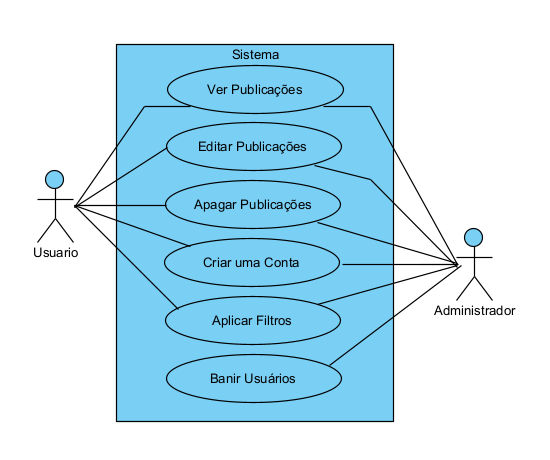 Sistema
Ver Publicações
Editar Publicações
Apagar Publicações
Criar uma Conta
Aplicar Filtros
Banir Usuários
Usuario
Administrador